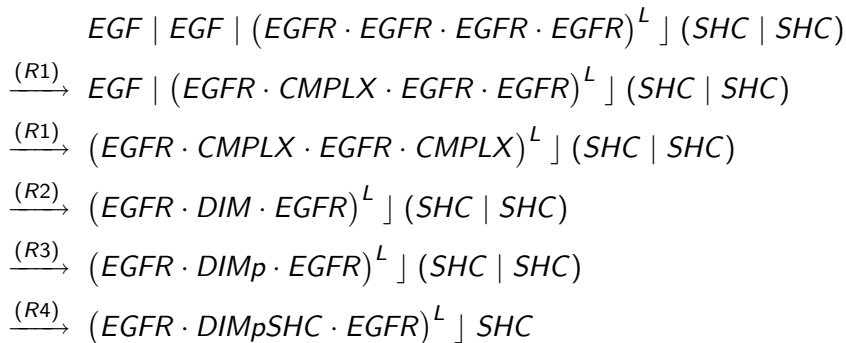 EGF | EGF | (EGFR · EGFR · EGFR · EGFR)^L ⌋ (SHC | SHC)
(R1)→ EGF | (EGFR · CMPLX · EGFR · EGFR)^L ⌋ (SHC | SHC)
(R1)→ (EGFR · CMPLX · EGFR · CMPLX)^L ⌋ (SHC | SHC)
(R2)→ (EGFR · DIM · EGFR)^L ⌋ (SHC | SHC)
(R3)→ (EGFR · DIMp · EGFR)^L ⌋ (SHC | SHC)
(R4)→ (EGFR · DIMpSHC · EGFR)^L ⌋ SHC